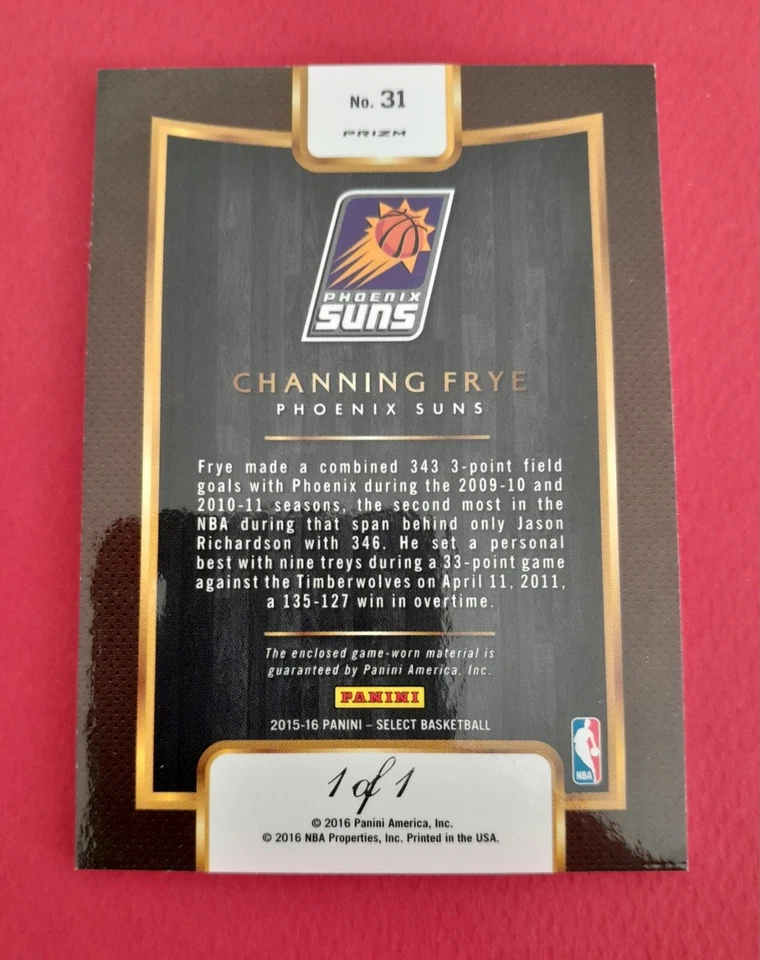 No. 31
PRIZM
PHOENIX
SUNS
CHANNING FRYE
PHOENIX SUNS
Frye made a combined 343 3-point field
goals with Phoenix during the 2009-10 and
2010-11 seasons, the second most in the
NBA during that span behind only Jason
Richardson with 346. He set a personal
best with nine treys during a 33-point game
against the Timberwolves on April 11, 2011,
a 135-127 win in overtime.
The enclosed game-worn material is
guaranteed by Panini America, Inc.
PANINI
2015-16 PANINI – SELECT BASKETBALL
NBA
1 of 1
© 2016 Panini America, Inc.
© 2016 NBA Properties, Inc. Printed in the USA.